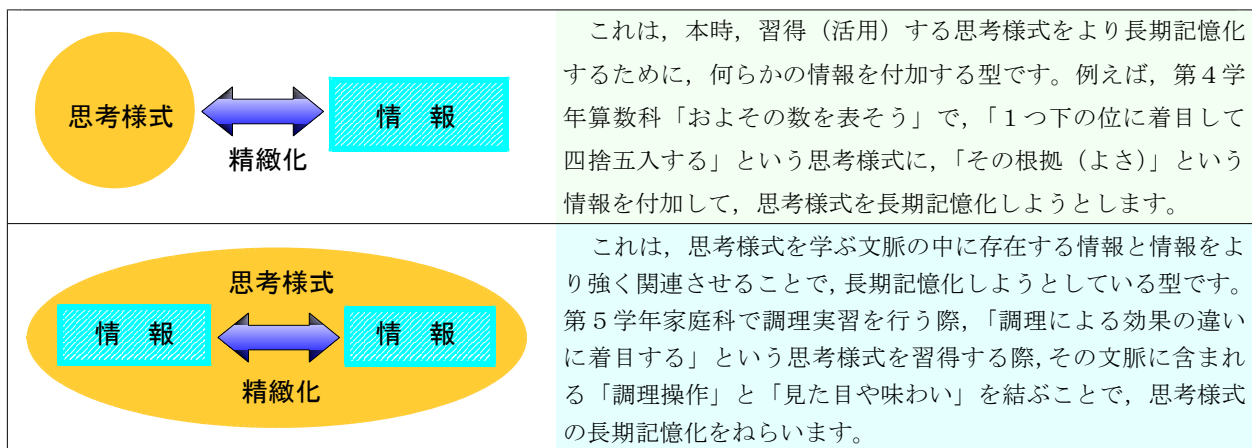 思考様式
情 報
精緻化
これは，本時，習得（活用）する思考様式をより長期記憶化
するために，何らかの情報を付加する型です。例えば，第４学
年算数科「およその数を表そう」で，「１つ下の位に着目して
四捨五入する」という思考様式に，「その根拠（よさ）」という
情報を付加して，思考様式を長期記憶化しようとします。
思考様式
情 報
情 報
精緻化
これは，思考様式を学ぶ文脈の中に存在する情報と情報をよ
り強く関連させることで，長期記憶化しようとしている型です。
第５学年家庭科で調理実習を行う際，「調理による効果の違い
に着目する」という思考様式を習得する際，その文脈に含まれ
る「調理操作」と「見た目や味わい」を結ぶことで，思考様式
の長期記憶化をねらいます。